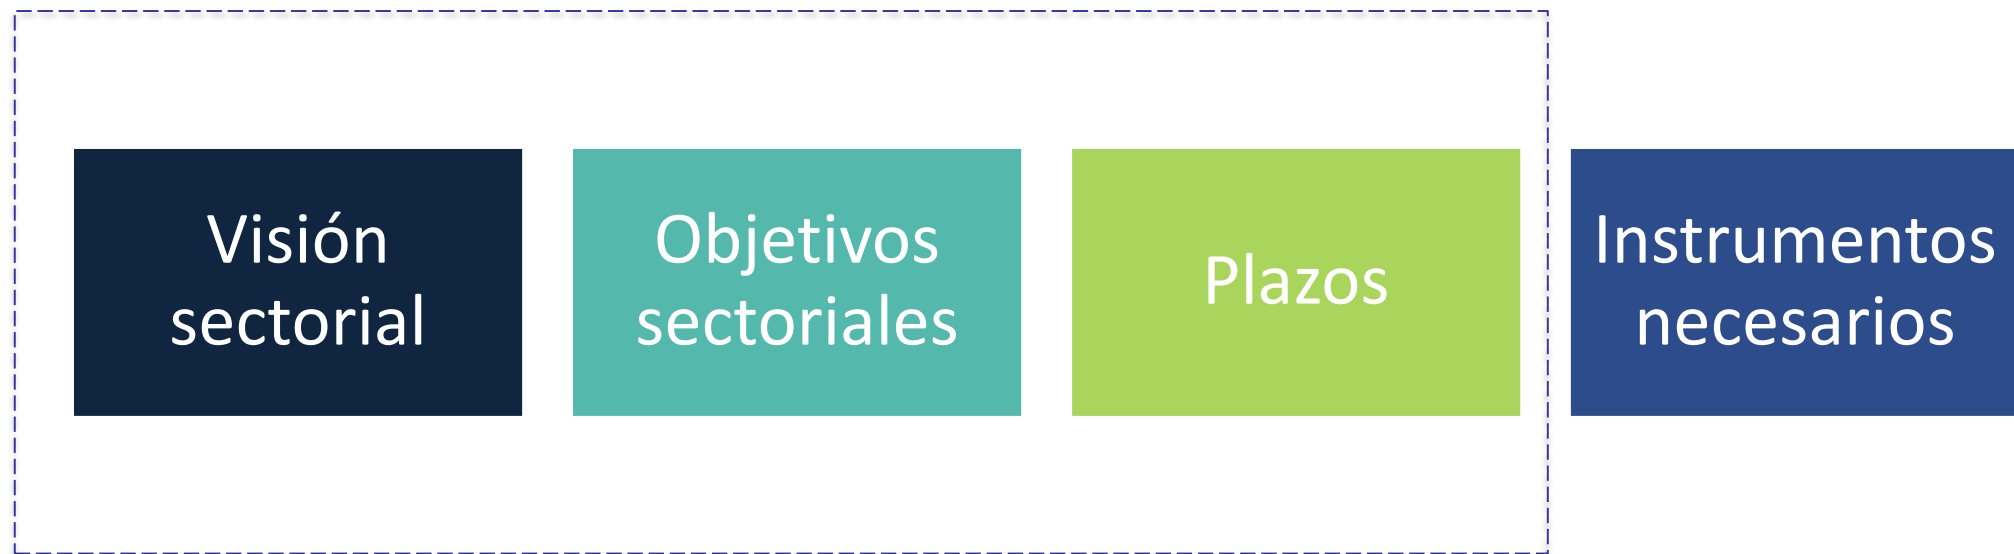 Visión
sectorial
Objetivos
sectoriales
Plazos
Instrumentos
necesarios